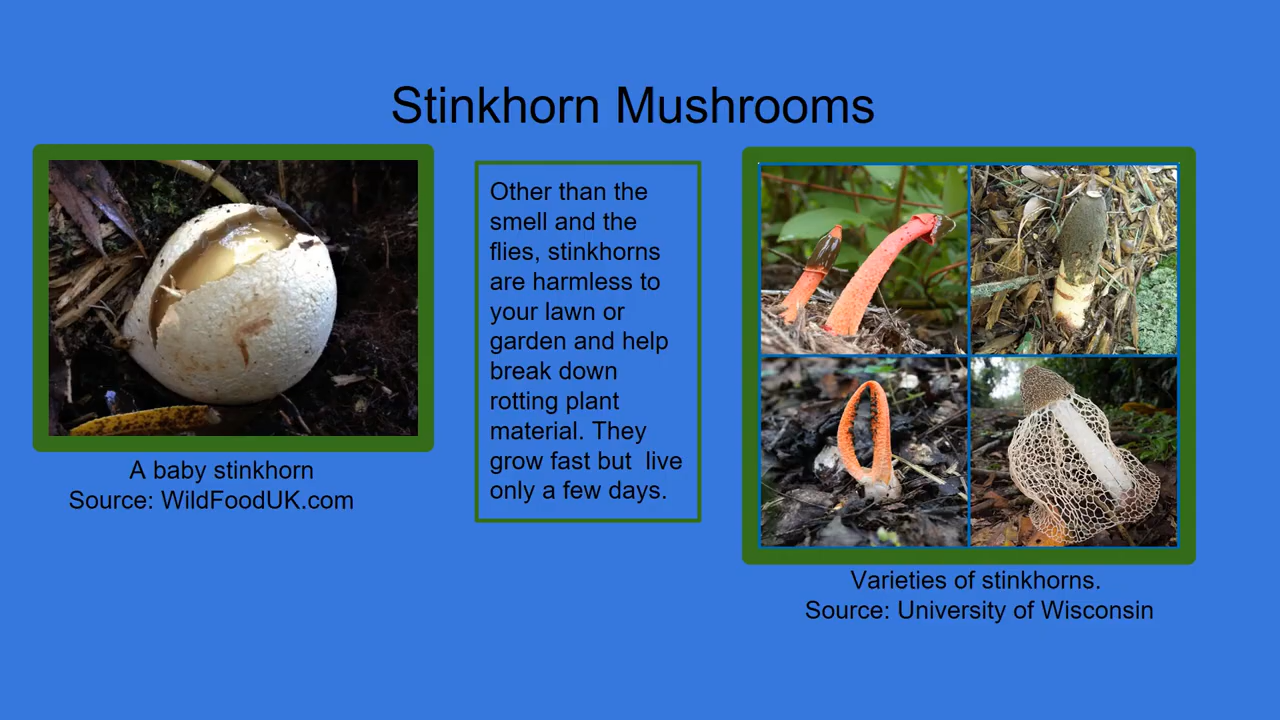 Stinkhorn Mushrooms
A baby stinkhorn
Source: WildFoodUK.com
Other than the
smell and the
flies, stinkhorns
are harmless to
your lawn or
garden and help
break down
rotting plant
material. They
grow fast but  live
only a few days.
Varieties of stinkhorns.
Source: University of Wisconsin